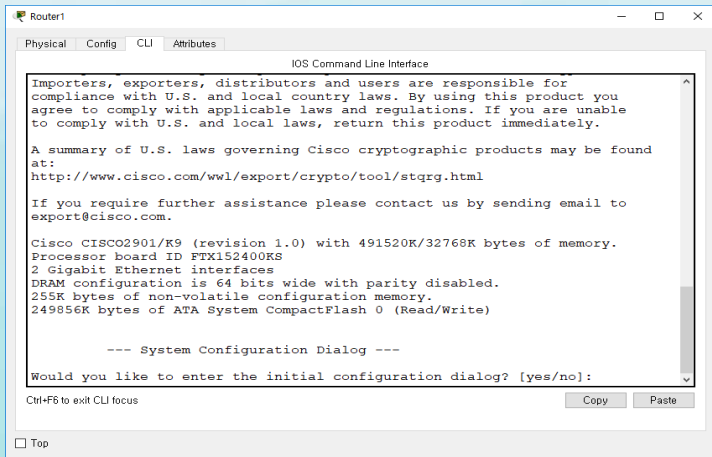 Router1
Physical Config CLI Attributes
IOS Command Line Interface
Importers, exporters, distributors and users are responsible for
compliance with U.S. and local country laws. By using this product you
agree to comply with applicable laws and regulations. If you are unable
to comply with U.S. and local laws, return this product immediately.
A summary of U.S. laws governing Cisco cryptographic products may be found
at:
http://www.cisco.com/wwl/export/crypto/tool/stqrg.html
If you require further assistance please contact us by sending email to
export@cisco.com.
Cisco CISCO2901/K9 (revision 1.0) with 491520K/32768K bytes of memory.
Processor board ID FTX152400KS
2 Gigabit Ethernet interfaces
DRAM configuration is 64 bits wide with parity disabled.
255K bytes of non-volatile configuration memory.
249856K bytes of ATA System CompactFlash 0 (Read/Write)
--- System Configuration Dialog ---
Would you like to enter the initial configuration dialog? [yes/no]:
Ctrl+F6 to exit CLI focus
Copy Paste
Top